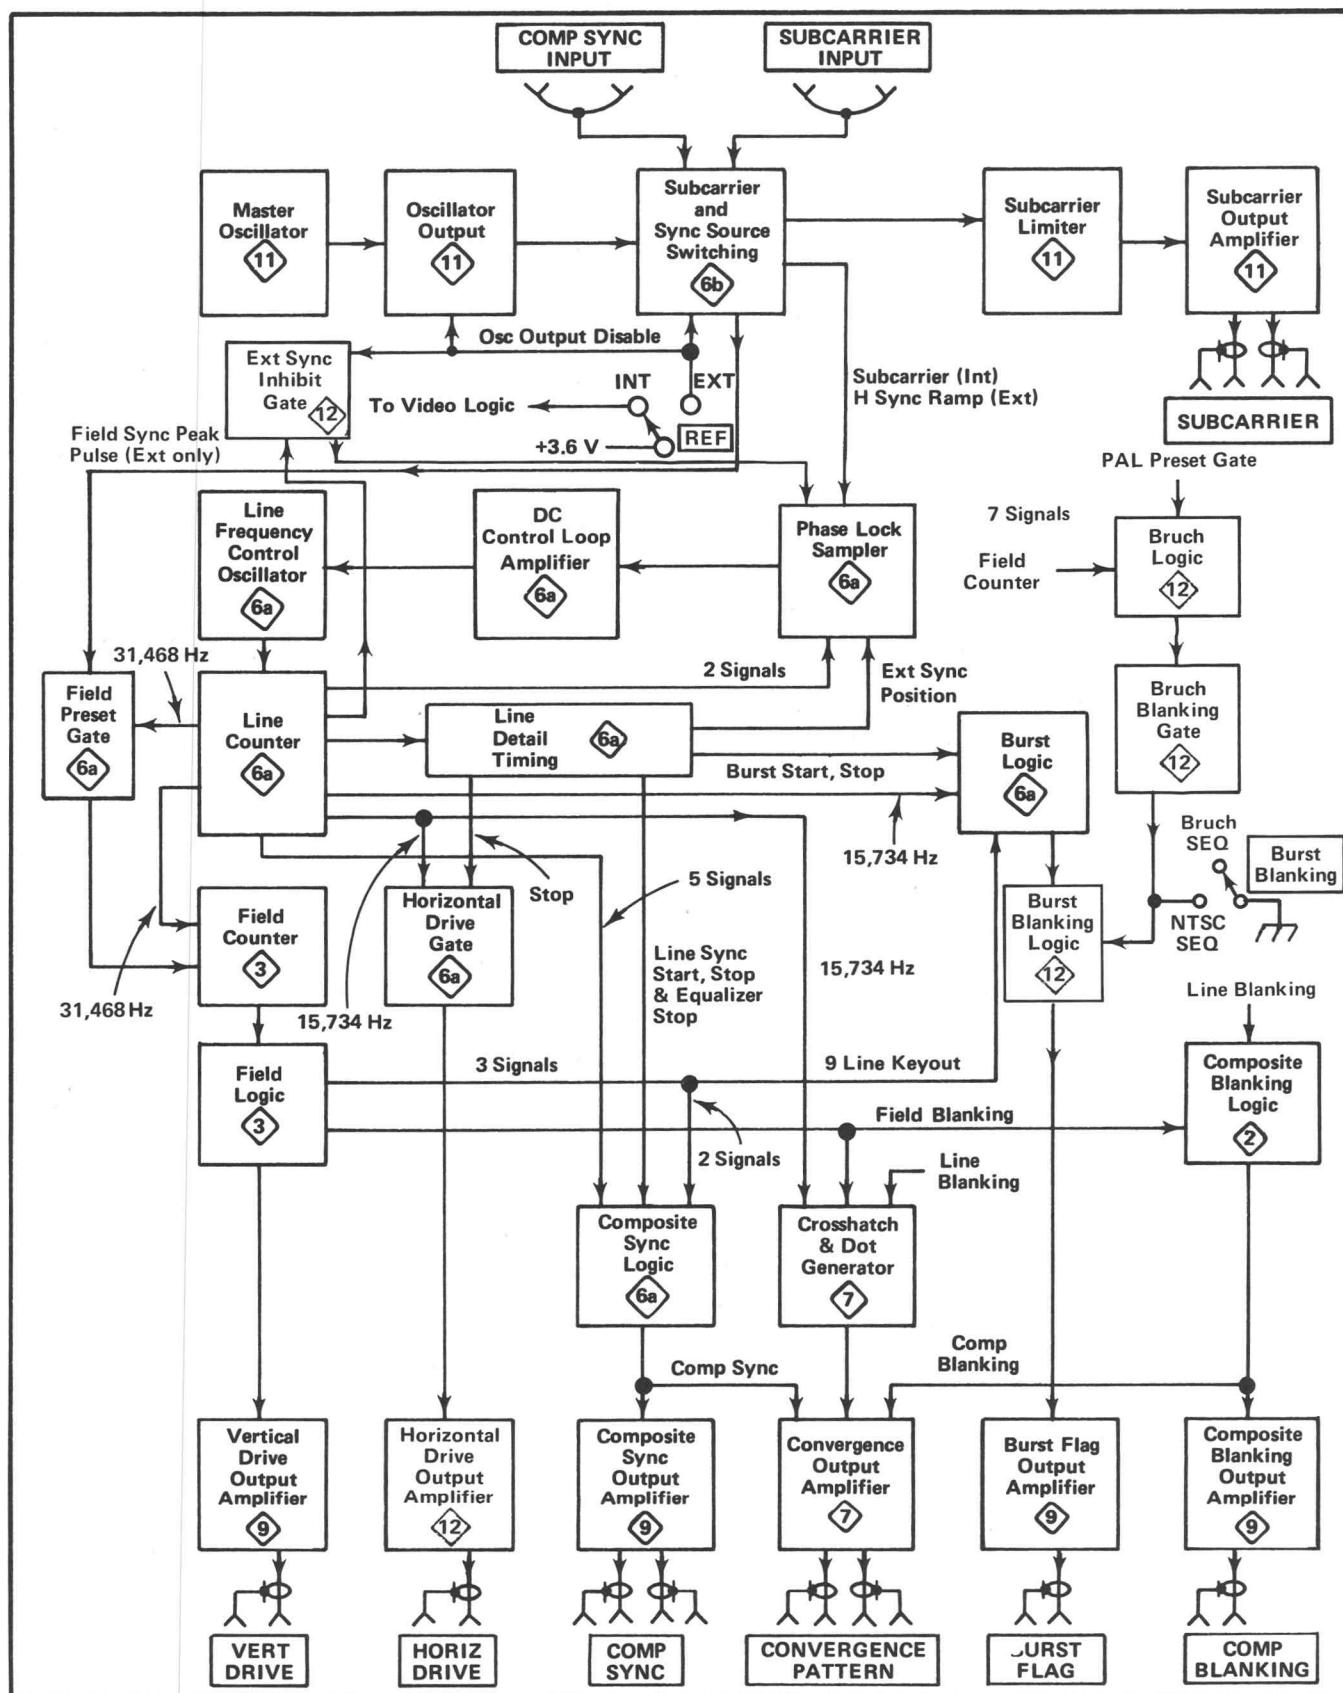 COMP SYNC
INPUT
SUBCARRIER
INPUT
Master
Oscillator
11
Oscillator
Output
11
Subcarrier
and
Sync Source
Switching
6b
Subcarrier
Limiter
11
Subcarrier
Output
Amplifier
11
SUBCARRIER
Osc Output Disable
Ext Sync
Inhibit
Gate
12
INT
EXT
To Video Logic
+3.6 V
REF
Subcarrier (Int)
H Sync Ramp (Ext)
Field Sync Peak
Pulse (Ext only)
PAL Preset Gate
Line
Frequency
Control
Oscillator
6a
DC
Control Loop
Amplifier
6a
Phase Lock
Sampler
6a
7 Signals
Field
Counter
Bruch
Logic
12
31,468 Hz
2 Signals
Ext Sync
Position
Field
Preset
Gate
6a
Line
Counter
6a
Line
Detail
Timing
6a
Burst
Logic
6a
Bruch
Blanking
Gate
12
Burst Start, Stop
15,734 Hz
Bruch
SEQ
Burst
Blanking
NTSC
SEQ
Stop
5 Signals
Field
Counter
3
Horizontal
Drive
Gate
6a
Burst
Blanking
Logic
12
Line Sync
Start, Stop
& Equalizer
Stop
15,734 Hz
31,468 Hz
15,734 Hz
Line Blanking
Field
Logic
3
3 Signals
9 Line Keyout
Composite
Blanking
Logic
2
Field Blanking
2 Signals
Line
Blanking
Composite
Sync
Logic
6a
Crosshatch
& Dot
Generator
7
Comp Sync
Comp
Blanking
Vertical
Drive
Output
Amplifier
9
Horizontal
Drive
Output
Amplifier
12
Composite
Sync
Output
Amplifier
9
Convergence
Output
Amplifier
7
Burst Flag
Output
Amplifier
9
Composite
Blanking
Output
Amplifier
9
VERT
DRIVE
HORIZ
DRIVE
COMP
SYNC
CONVERGENCE
PATTERN
BURST
FLAG
COMP
BLANKING